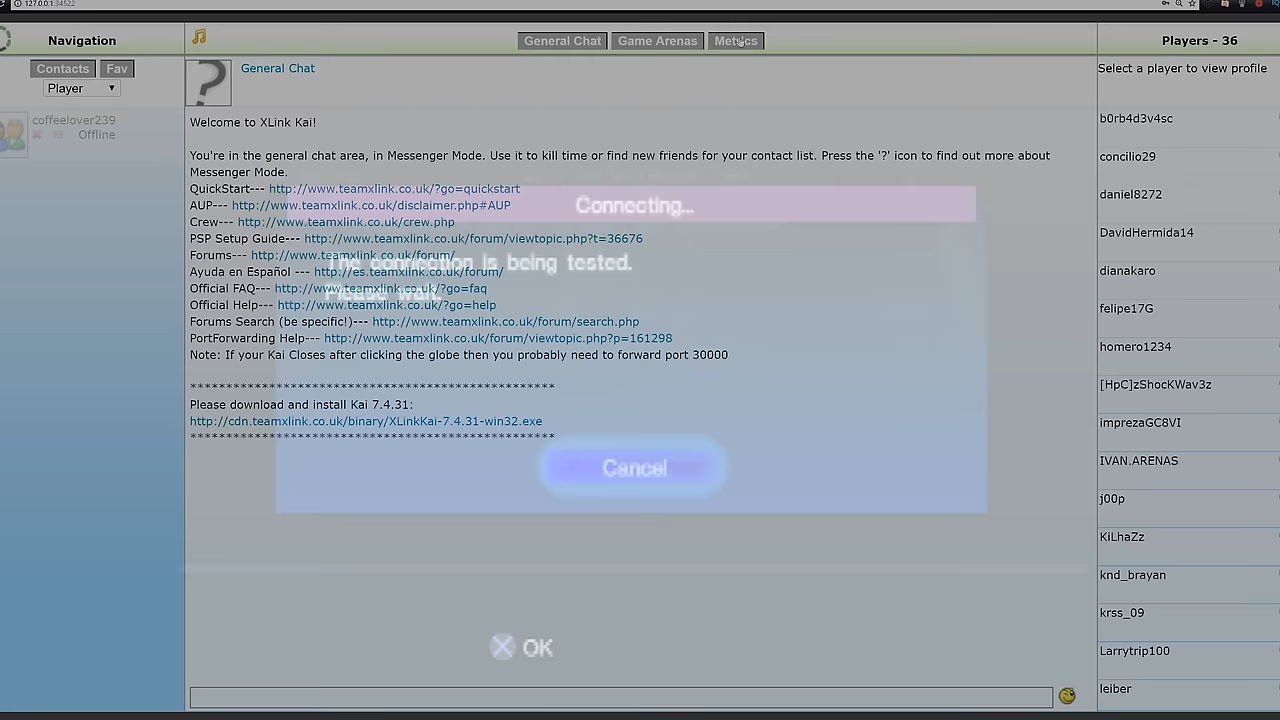 127.0.0.1:34522
Navigation
General Chat
Game Arenas
Metrics
Players - 36
Contacts
Fav
Player
coffeelover239
Offline
General Chat
Select a player to view profile
Welcome to XLink Kai!
You're in the general chat area, in Messenger Mode. Use it to kill time or find new friends for your contact list. Press the '?' icon to find out more about
Messenger Mode.
QuickStart--- http://www.teamxlink.co.uk/?go=quickstart
AUP--- http://www.teamxlink.co.uk/disclaimer.php#AUP
Crew--- http://www.teamxlink.co.uk/crew.php
PSP Setup Guide--- http://www.teamxlink.co.uk/forum/viewtopic.php?t=36676
Forums--- http://www.teamxlink.co.uk/forum/
Ayuda en Español --- http://es.teamxlink.co.uk/forum/
Official FAQ--- http://www.teamxlink.co.uk/?go=faq
Official Help--- http://www.teamxlink.co.uk/?go=help
Forums Search (be specific!)--- http://www.teamxlink.co.uk/forum/search.php
PortForwarding Help--- http://www.teamxlink.co.uk/forum/viewtopic.php?p=161298
Note: If your Kai Closes after clicking the globe then you probably need to forward port 30000
**************************************************
Please download and install Kai 7.4.31:
http://cdn.teamxlink.co.uk/binary/XLinkKai-7.4.31-win32.exe
**************************************************
Connecting...
The connection is being tested.
Please wait.
Cancel
OK
b0rb4d3v4sc
concilio29
daniel8272
DavidHermida14
dianakaro
felipe17G
homero1234
[HpC]zShocKWav3z
imprezaGC8VI
IVAN.ARENAS
j00p
KiLhaZz
knd_brayan
krss_09
Larrytrip100
leiber